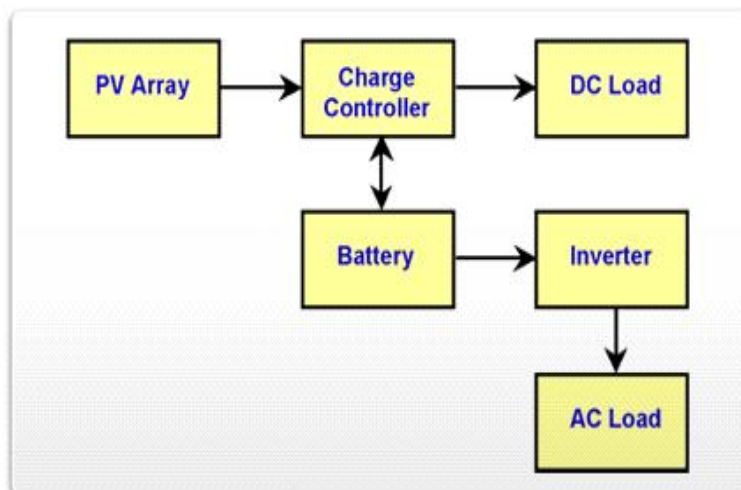 PV Array
Charge
Controller
DC Load
Battery
Inverter
AC Load